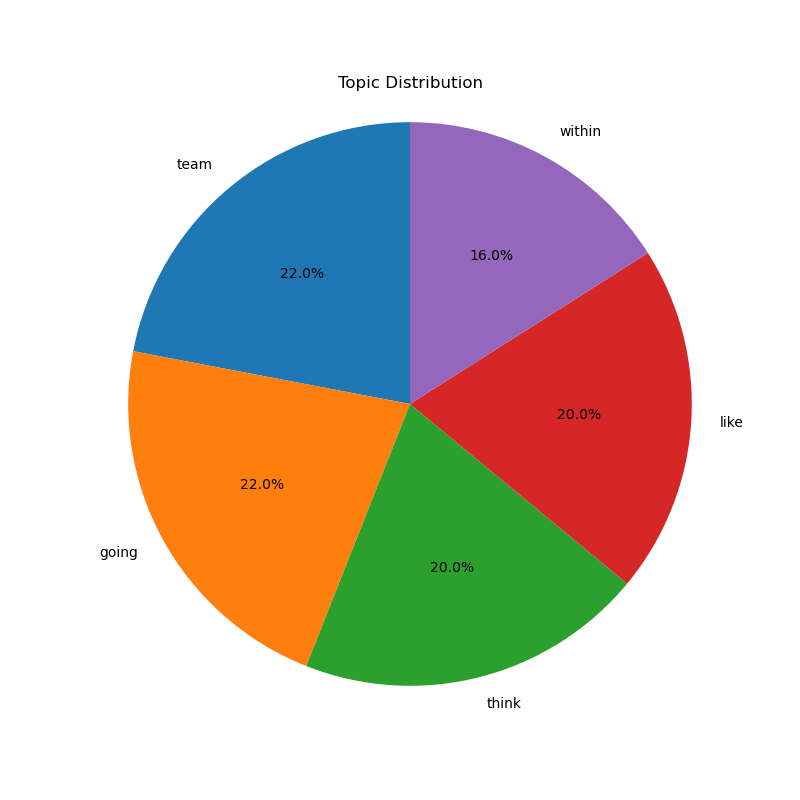 Topic Distribution
within
team
16.0%
22.0%
20.0%
like
22.0%
going
20.0%
think